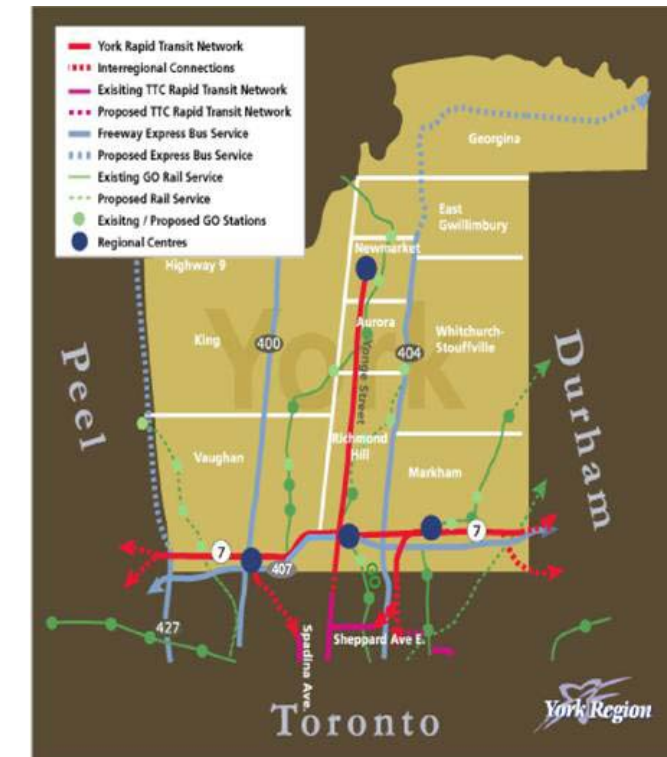 York Rapid Transit Network
Interregional Connections
Exisiting TTC Rapid Transit Network
Proposed TTC Rapid Transit Network
Freeway Express Bus Service
Proposed Express Bus Service
Existing GO Rail Service
Proposed Rail Service
Exisitng / Proposed GO Stations
Regional Centres
Georgina
East
Gwillimbury
Newmarket
Highway 9
Aurora
King
400
404
Whitchurch-
Stouffville
York
Yonge Street
Peel
Durham
Richmond
Hill
Vaughan
Markham
7
7
407
GO
427
Spadina Ave.
Sheppard Ave E.
Toronto
York Region